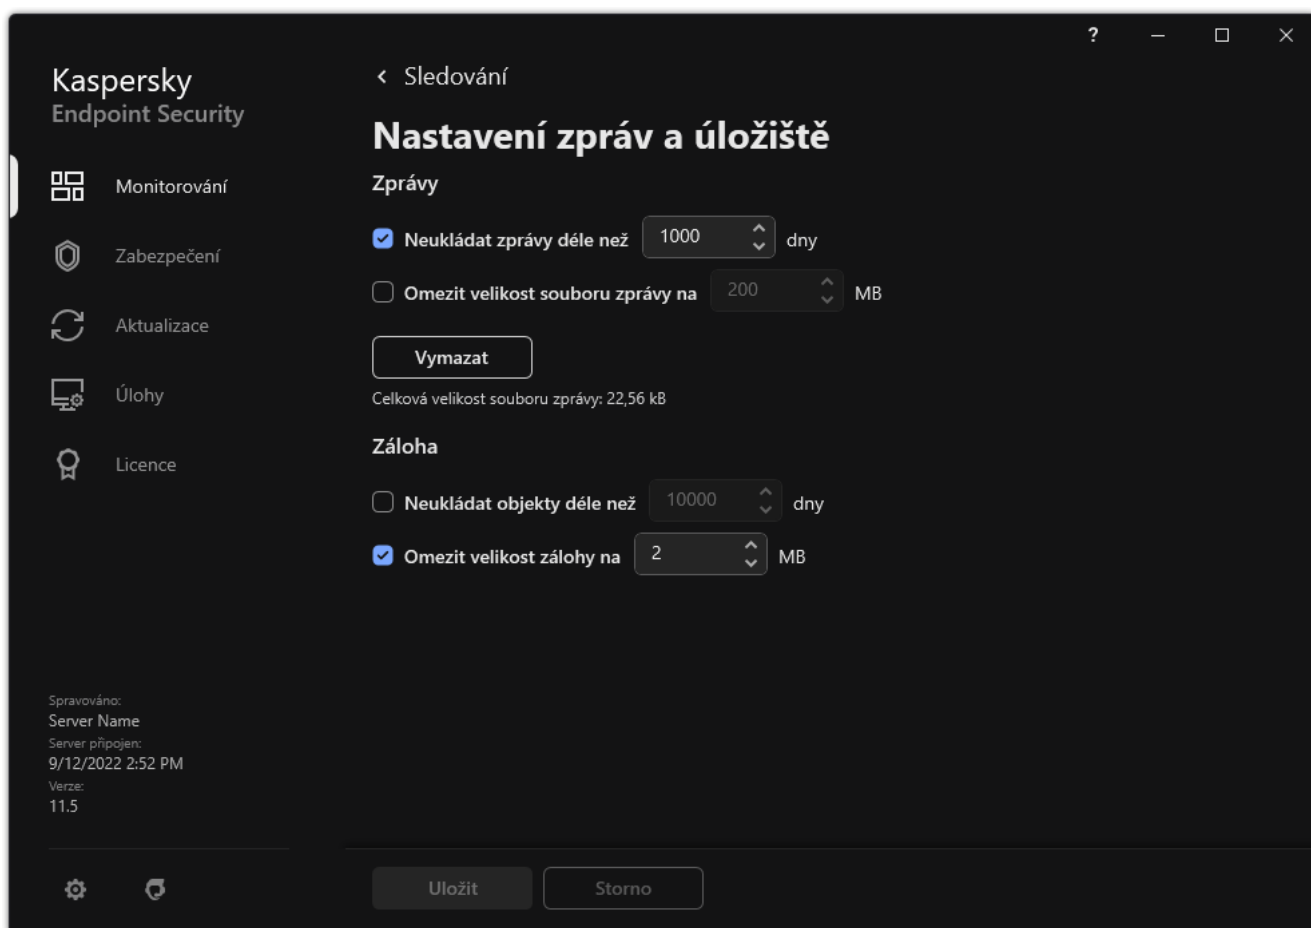 ?
Kaspersky
Endpoint Security
Monitorování
Zabezpečení
Aktualizace
Úlohy
Licence
Spravováno:
Server Name
Server připojen:
9/12/2022 2:52 PM
Verze:
11.5
Sledování
Nastavení zpráv a úložiště
Zprávy
Neukládat zprávy déle než 1000 dny
Omezit velikost souboru zprávy na 200 MB
Vymazat
Celková velikost souboru zprávy: 22,56 kB
Záloha
Neukládat objekty déle než 10000 dny
Omezit velikost zálohy na 2 MB
Uložit Storno